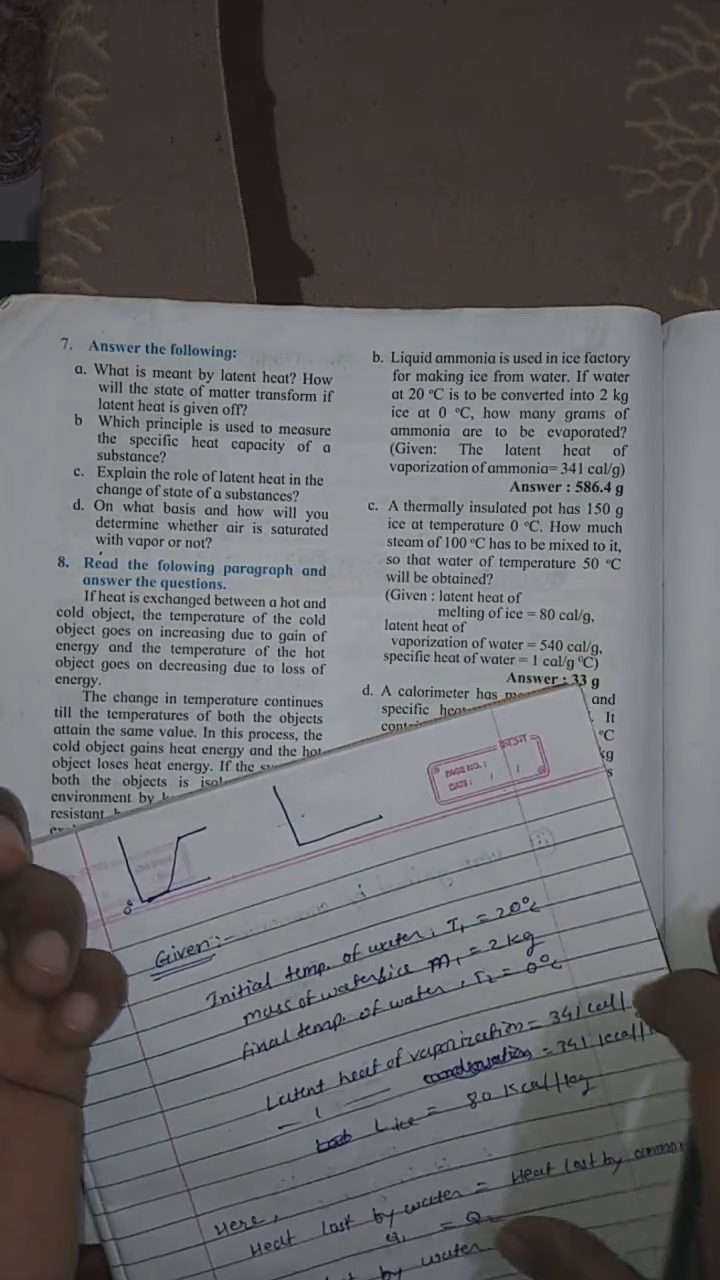 7. Answer the following:
a. What is meant by latent heat? How
will the state of matter transform if
latent heat is given off?
b Which principle is used to measure
the specific heat capacity of a
substance?
c. Explain the role of latent heat in the
change of state of a substances?
d. On what basis and how will you
determine whether air is saturated
with vapor or not?
8. Read the folowing paragraph and
answer the questions.
If heat is exchanged between a hot and
cold object, the temperature of the cold
object goes on increasing due to gain of
energy and the temperature of the hot
object goes on decreasing due to loss of
energy.
The change in temperature continues
till the temperatures of both the objects
attain the same value. In this process, the
cold object gains heat energy and the hot
object loses heat energy. If the
both the objects is
environment by
resistant
b. Liquid ammonia is used in ice factory
for making ice from water. If water
at 20 °C is to be converted into 2 kg
ice at 0 °C, how many grams of
ammonia are to be evaporated?
(Given: The latent heat of
vaporization of ammonia= 341 cal/g)
Answer : 586.4 g
c. A thermally insulated pot has 150 g
ice at temperature 0 °C. How much
steam of 100 °C has to be mixed to it,
so that water of temperature 50 °C
will be obtained?
(Given : latent heat of
melting of ice = 80 cal/g,
latent heat of
vaporization of water = 540 cal/g,
specific heat of water = 1 cal/g °C)
Answer : 33 g
d. A calorimeter has and
specific It
°C
kg
s
PAGE NO. :
DATE : / /
Given:-
Initial temp. of water, T₁ = 20°C
mass of water/ice m₁ = 2 kg
final temp. of water, T₂ = 0°C
Latent heat of vaporization = 341 cal/
= 341 kcal/
L ice = 80 kcal/kg
Here,
Heat lost by water = Heat lost by
Q₁ = Q
by water